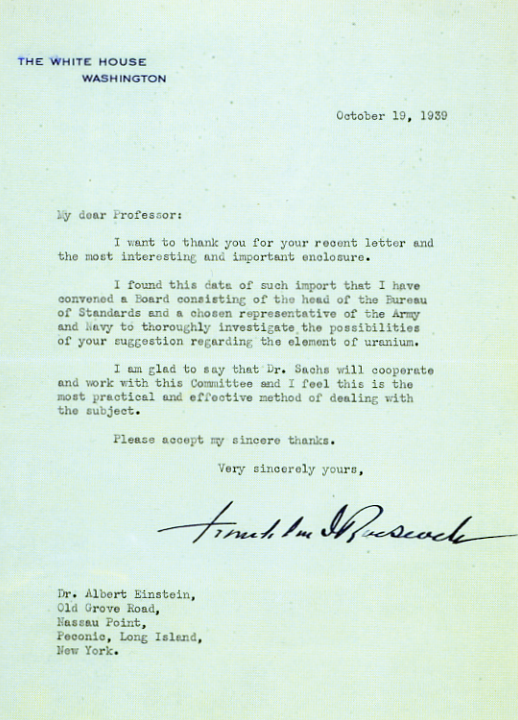 THE WHITE HOUSE
WASHINGTON
October 19, 1939
My dear Professor:
I want to thank you for your recent letter and
the most interesting and important enclosure.
I found this data of such import that I have
convened a Board consisting of the head of the Bureau
of Standards and a chosen representative of the Army
and Navy to thoroughly investigate the possibilities
of your suggestion regarding the element of uranium.
I am glad to say that Dr. Sachs will cooperate
and work with this Committee and I feel this is the
most practical and effective method of dealing with
the subject.
Please accept my sincere thanks.
Very sincerely yours,
Franklin D Roosevelt
Dr. Albert Einstein,
Old Grove Road,
Nassau Point,
Peconic, Long Island,
New York.